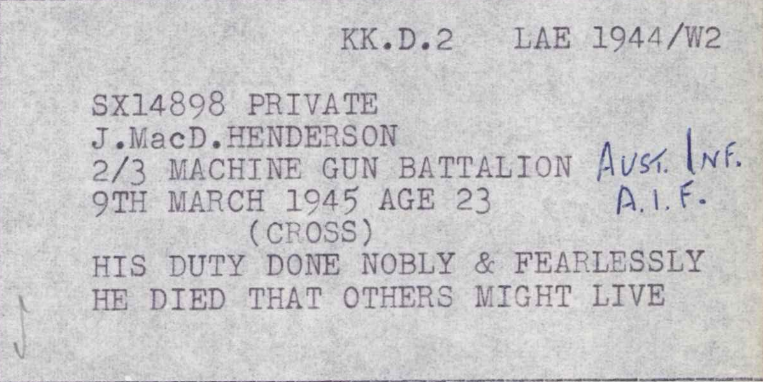 KK.D.2 LAE 1944/W2
SX14898 PRIVATE
J.MacD.HENDERSON
2/3 MACHINE GUN BATTALION AUST. INF.
9TH MARCH 1945 AGE 23 A.I.F.
(CROSS)
HIS DUTY DONE NOBLY & FEARLESSLY
HE DIED THAT OTHERS MIGHT LIVE